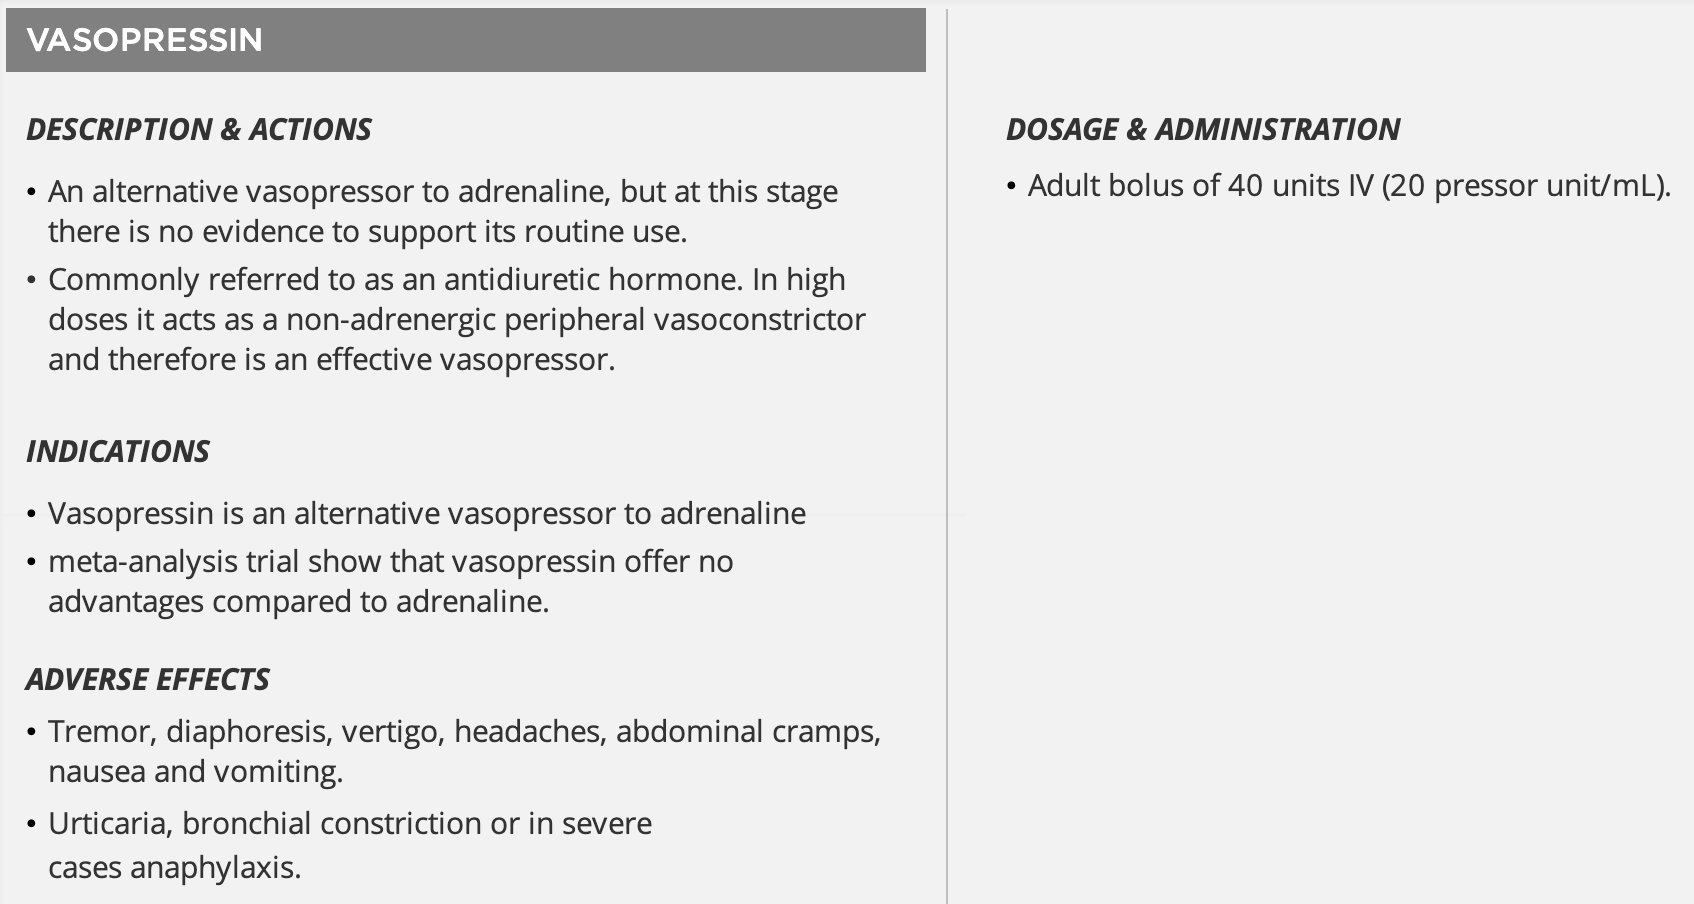 VASOPRESSIN
DESCRIPTION & ACTIONS
• An alternative vasopressor to adrenaline, but at this stage
there is no evidence to support its routine use.
• Commonly referred to as an antidiuretic hormone. In high
doses it acts as a non-adrenergic peripheral vasoconstrictor
and therefore is an effective vasopressor.
INDICATIONS
• Vasopressin is an alternative vasopressor to adrenaline
• meta-analysis trial show that vasopressin offer no
advantages compared to adrenaline.
ADVERSE EFFECTS
• Tremor, diaphoresis, vertigo, headaches, abdominal cramps,
nausea and vomiting.
• Urticaria, bronchial constriction or in severe
cases anaphylaxis.
DOSAGE & ADMINISTRATION
• Adult bolus of 40 units IV (20 pressor unit/mL).